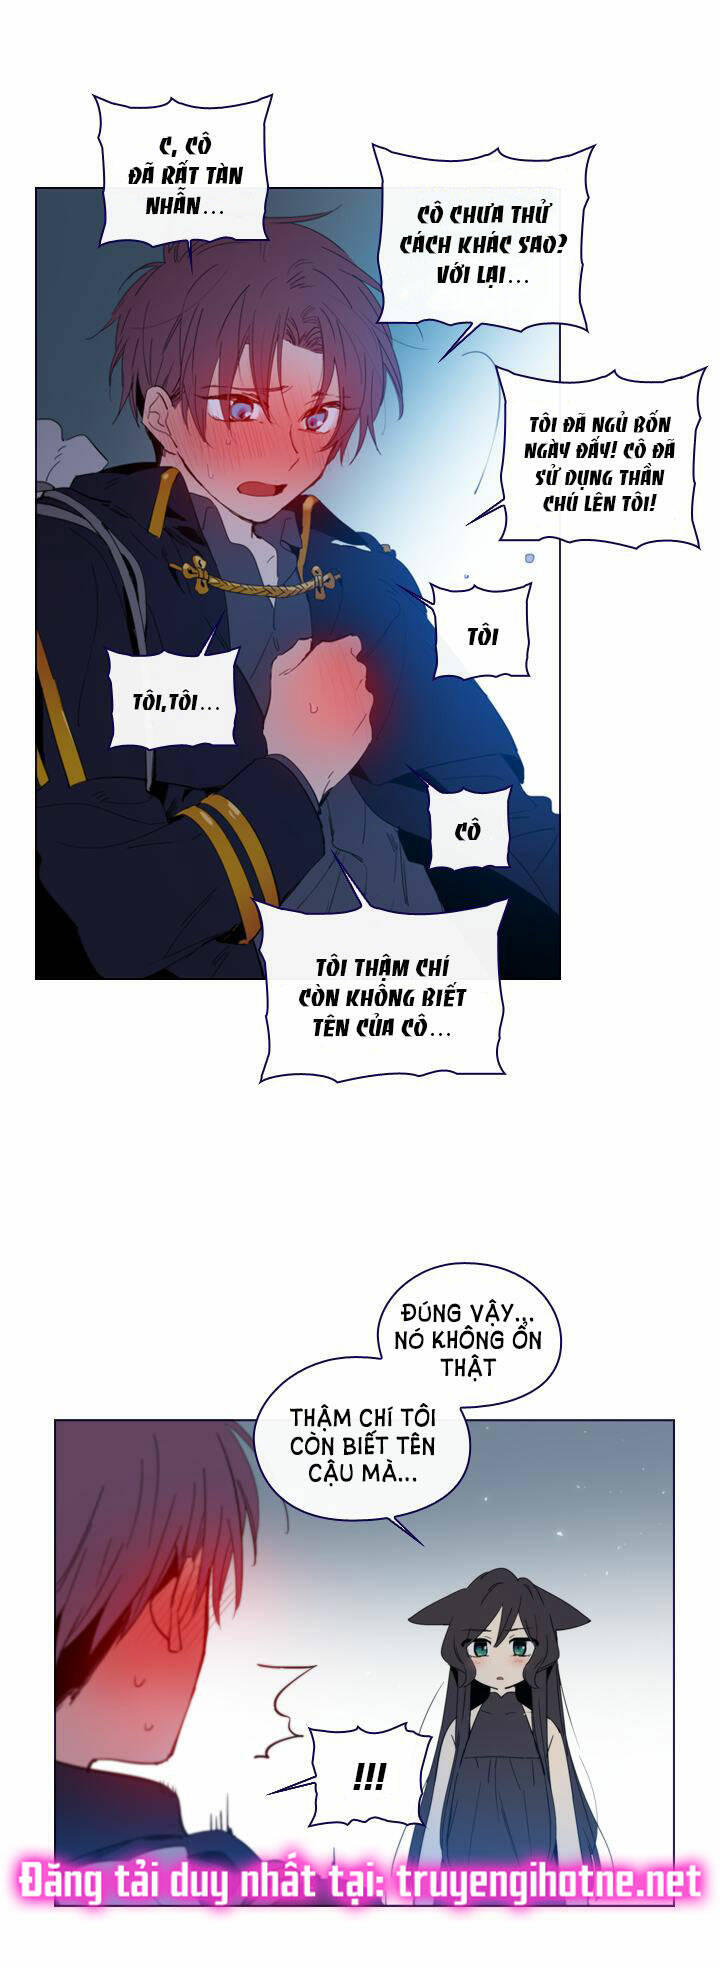 C, CÔ
ĐÃ RẤT TÀN
NHẪN...
CÔ CHƯA THỬ
CÁCH KHÁC SAO?
VỚI LẠI...
TÔI ĐÃ NGỦ BỐN
NGÀY ĐẤY! CÔ ĐÃ
SỬ DỤNG THẦN
CHÚ LÊN TÔI!
TÔI
TÔI,TÔI...
CÔ
TÔI THẬM CHÍ
CÒN KHÔNG BIẾT
TÊN CỦA CÔ...
ĐÚNG VẬY...
NÓ KHÔNG ỔN
THẬT
THẬM CHÍ TÔI
CÒN BIẾT TÊN
CẬU MÀ...
!!!
Đăng tải duy nhất tại: truyengihotne.net